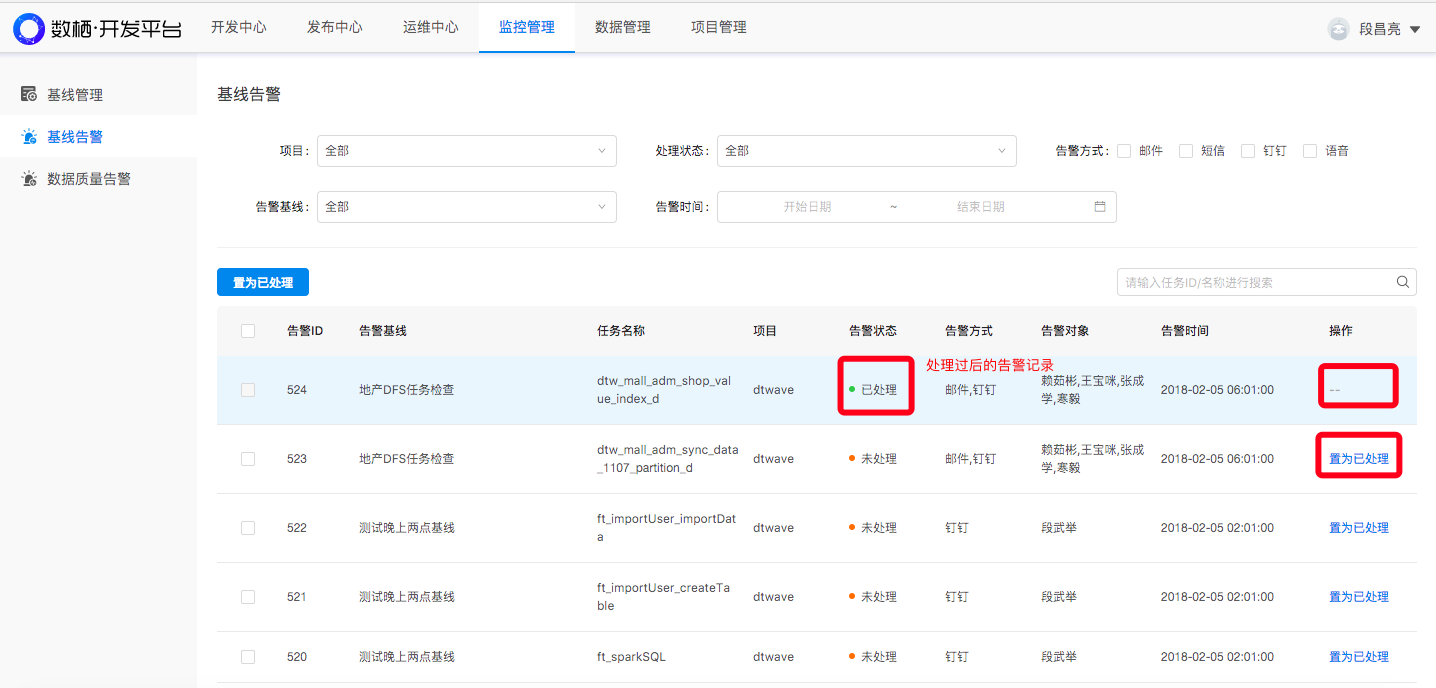 数栖·开发平台 开发中心 发布中心 运维中心 监控管理 数据管理 项目管理 段昌亮
基线管理
基线告警
数据质量告警
基线告警
项目: 全部 处理状态: 全部 告警方式: 邮件 短信 钉钉 语音
告警基线: 全部 告警时间: 开始日期 ~ 结束日期
置为已处理 请输入任务ID/名称进行搜索
告警ID 告警基线 任务名称 项目 告警状态 告警方式 告警对象 告警时间 操作
处理过后的告警记录
524 地产DFS任务检查 dtw_mall_adm_shop_val dtwave 已处理 邮件,钉钉 赖茹彬,王宝咪,张成 2018-02-05 06:01:00 --
ue_index_d 学,寒毅
523 地产DFS任务检查 dtw_mall_adm_sync_data dtwave 未处理 邮件,钉钉 赖茹彬,王宝咪,张成 2018-02-05 06:01:00 置为已处理
_1107_partition_d 学,寒毅
522 测试晚上两点基线 ft_importUser_importDat dtwave 未处理 钉钉 段武举 2018-02-05 02:01:00 置为已处理
a
521 测试晚上两点基线 ft_importUser_createTa dtwave 未处理 钉钉 段武举 2018-02-05 02:01:00 置为已处理
ble
520 测试晚上两点基线 ft_sparkSQL dtwave 未处理 钉钉 段武举 2018-02-05 02:01:00 置为已处理